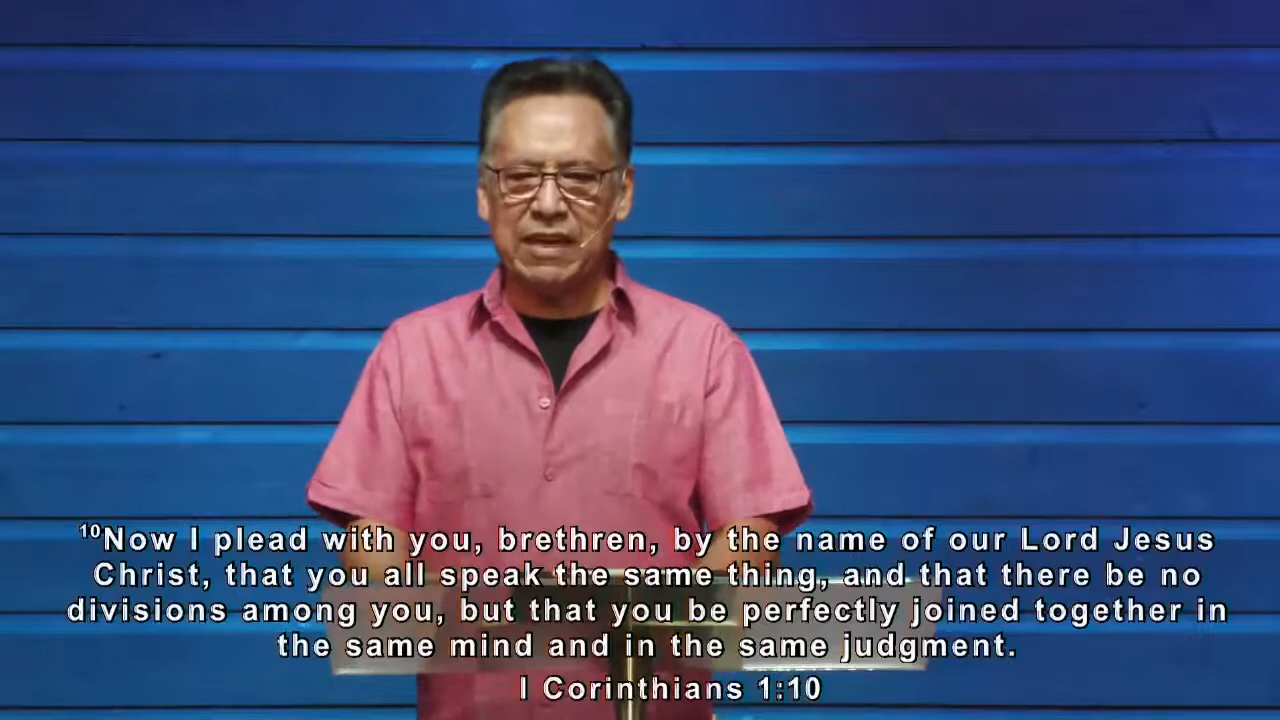 ¹⁰Now I plead with you, brethren, by the name of our Lord Jesus
Christ, that you all speak the same thing, and that there be no
divisions among you, but that you be perfectly joined together in
the same mind and in the same judgment.
I Corinthians 1:10